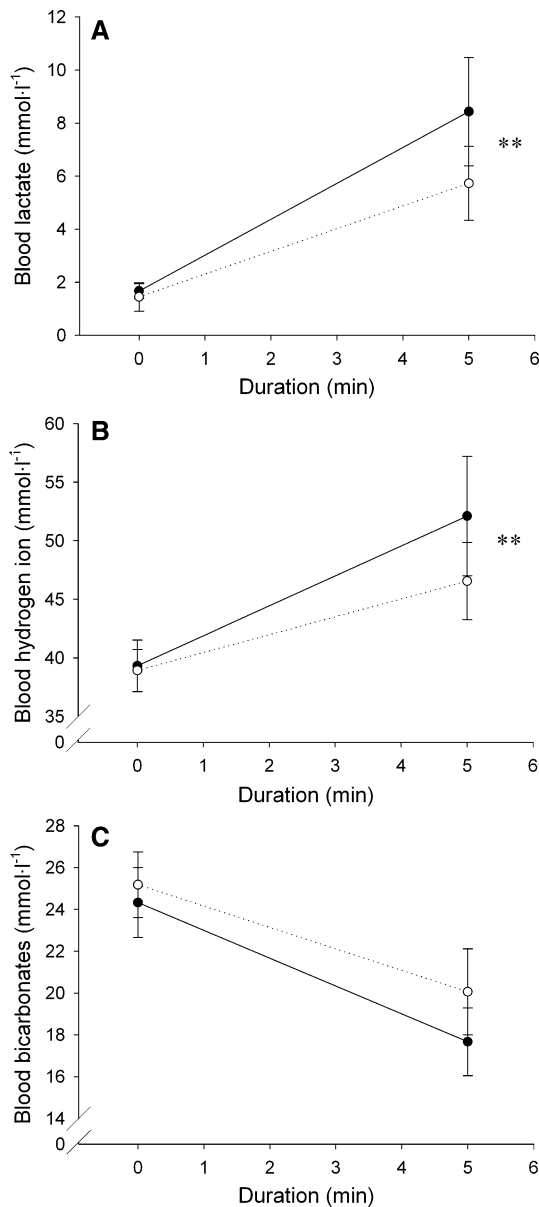 A
Blood lactate (mmol·l⁻¹)
12
10
8
6
4
2
0
**
0 1 2 3 4 5 6
Duration (min)
B
Blood hydrogen ion (mmol·l⁻¹)
60
55
50
45
40
35
0
**
0 1 2 3 4 5 6
Duration (min)
C
Blood bicarbonates (mmol·l⁻¹)
28
26
24
22
20
18
16
14
0
0 1 2 3 4 5 6
Duration (min)